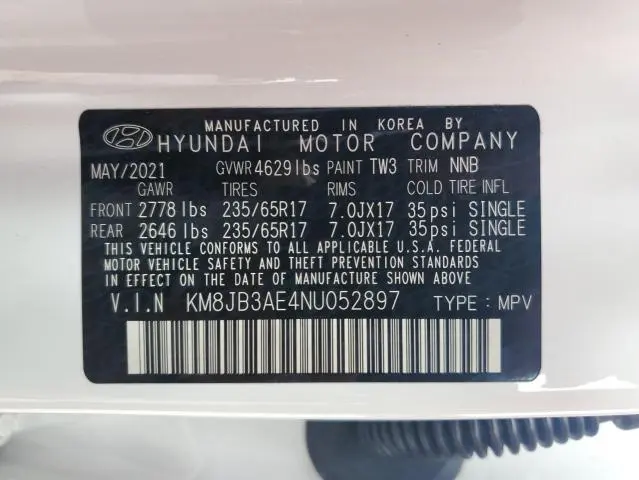 MANUFACTURED IN KOREA BY
HYUNDAI MOTOR COMPANY
MAY/2021 GVWR 4629 lbs PAINT TW3 TRIM NNB
GAWR TIRES RIMS COLD TIRE INFL
FRONT 2778 lbs 235/65R17 7.0JX17 35psi SINGLE
REAR 2646 lbs 235/65R17 7.0JX17 35psi SINGLE
THIS VEHICLE CONFORMS TO ALL APPLICABLE U.S.A. FEDERAL
MOTOR VEHICLE SAFETY AND THEFT PREVENTION STANDARDS
IN EFFECT ON THE DATE OF MANUFACTURE SHOWN ABOVE.
V.I.N KM8JB3AE4NU052897 TYPE : MPV